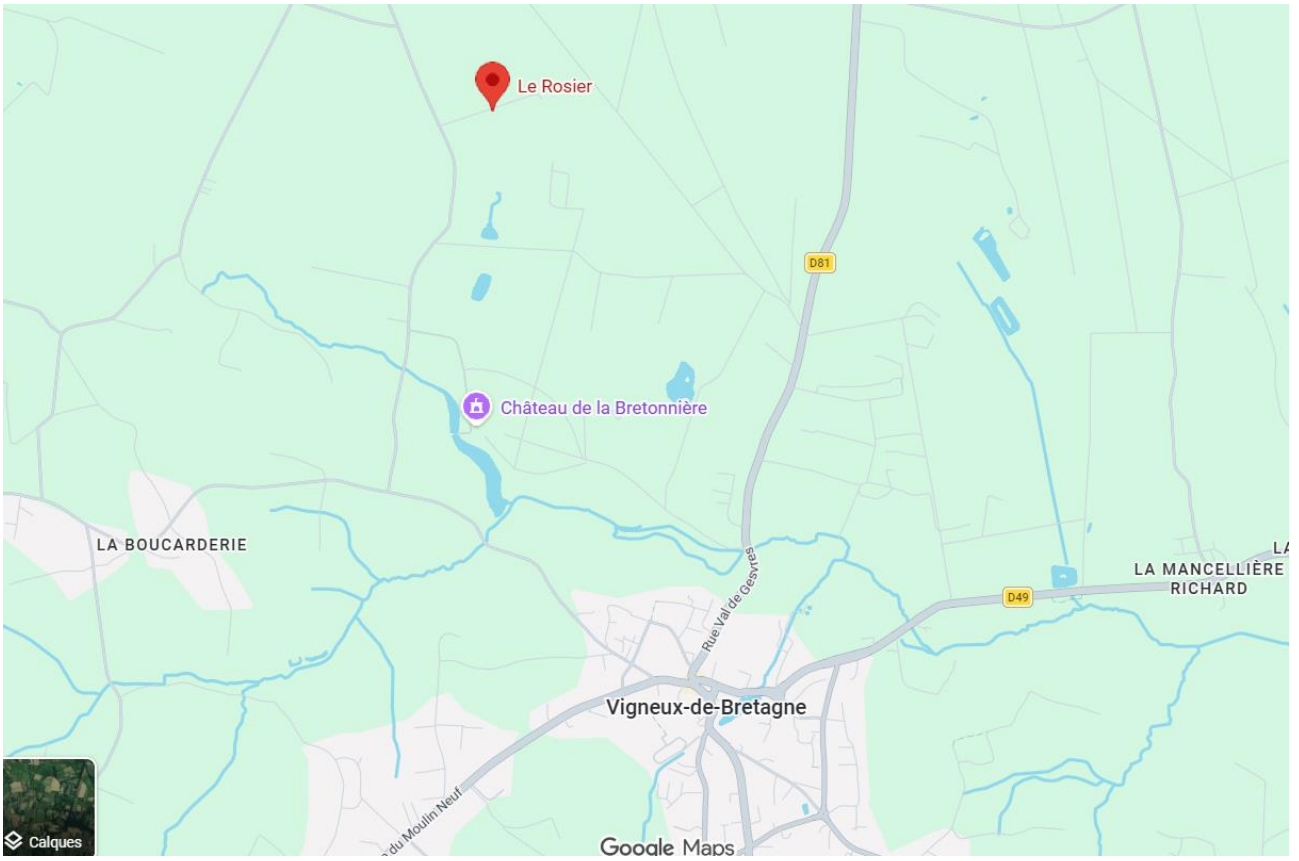 Le Rosier
D81
Château de la Bretonnière
LA BOUCARDERIE
LA
LA MANCELLIÈRE
RICHARD
D49
Rue Val de Gesvres
Vigneux-de-Bretagne
du Moulin Neuf
Calques
Google Maps